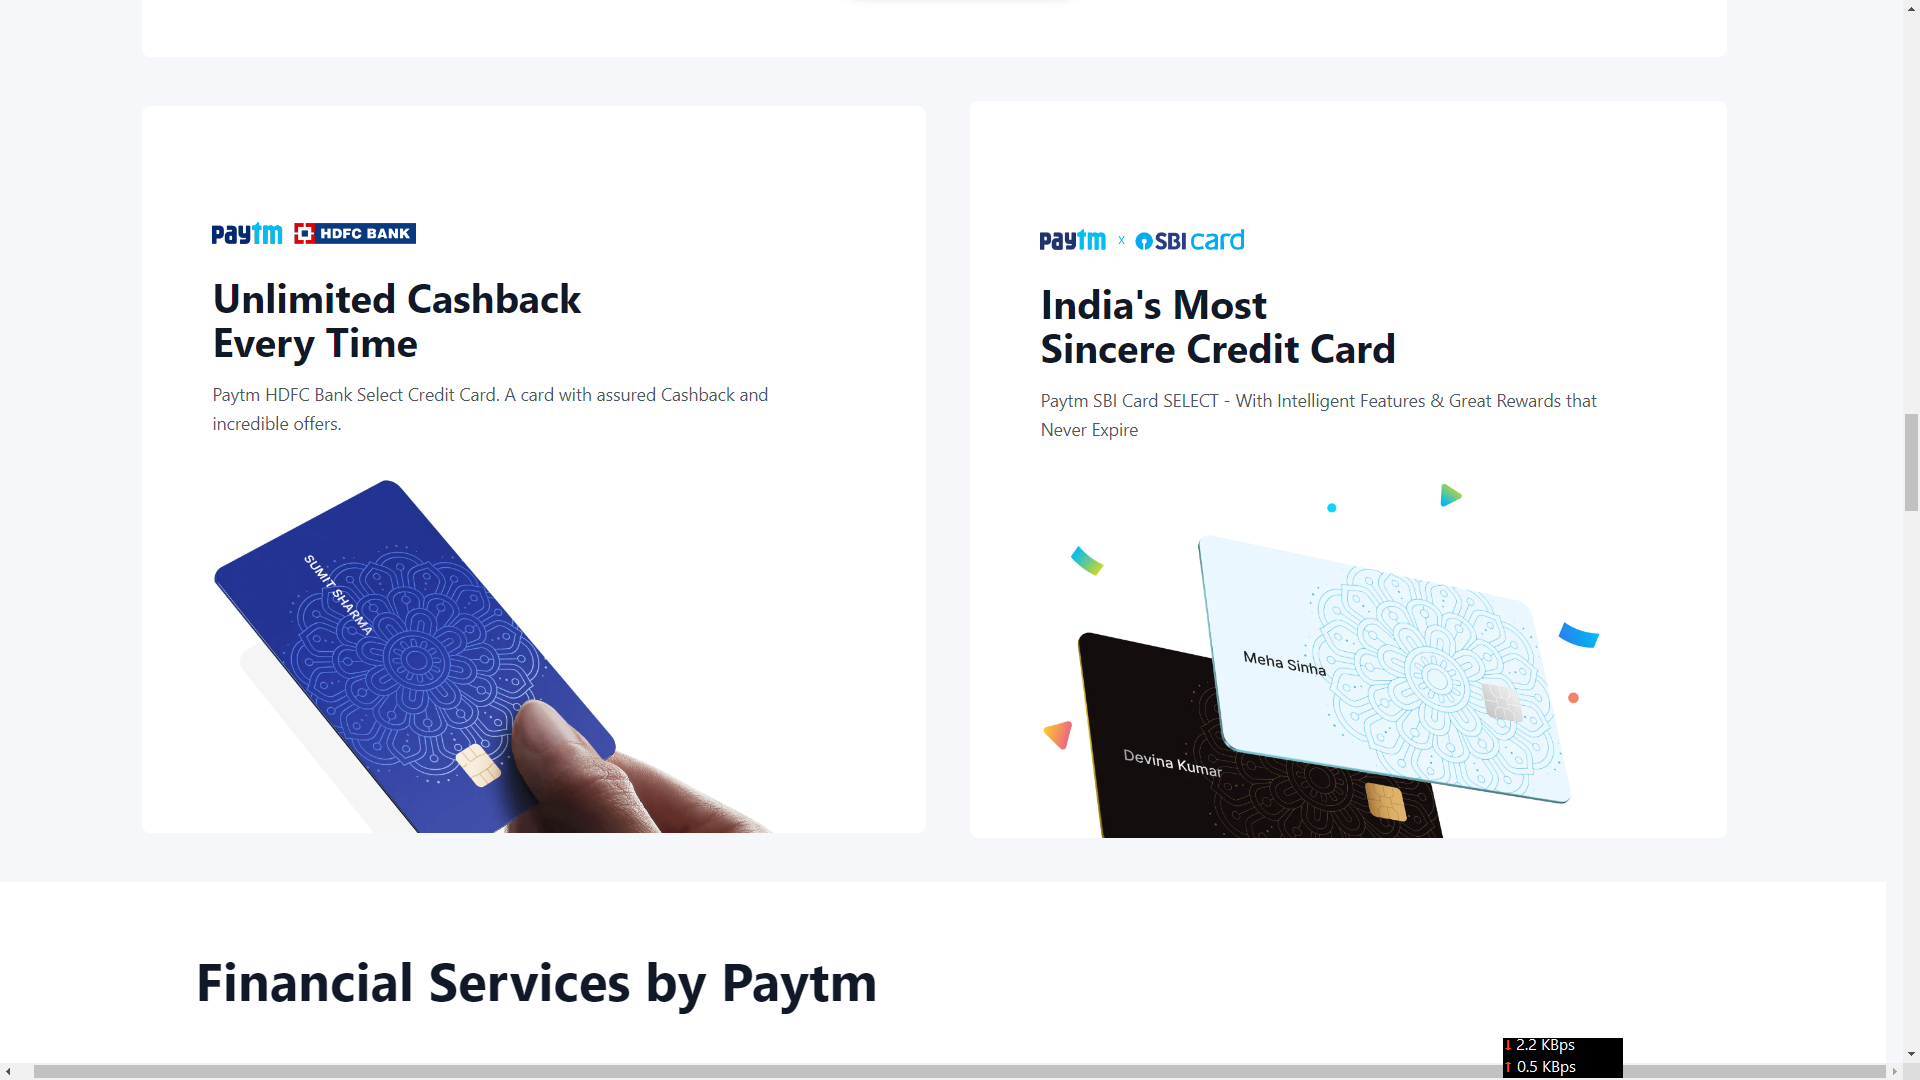 paytm HDFC BANK
Unlimited Cashback
Every Time
Paytm HDFC Bank Select Credit Card. A card with assured Cashback and
incredible offers.
SUMIT SHARMA
paytm x SBI card
India's Most
Sincere Credit Card
Paytm SBI Card SELECT - With Intelligent Features & Great Rewards that
Never Expire
Meha Sinha
Devina Kumar
Financial Services by Paytm
↓ 2.2 KBps
↑ 0.5 KBps